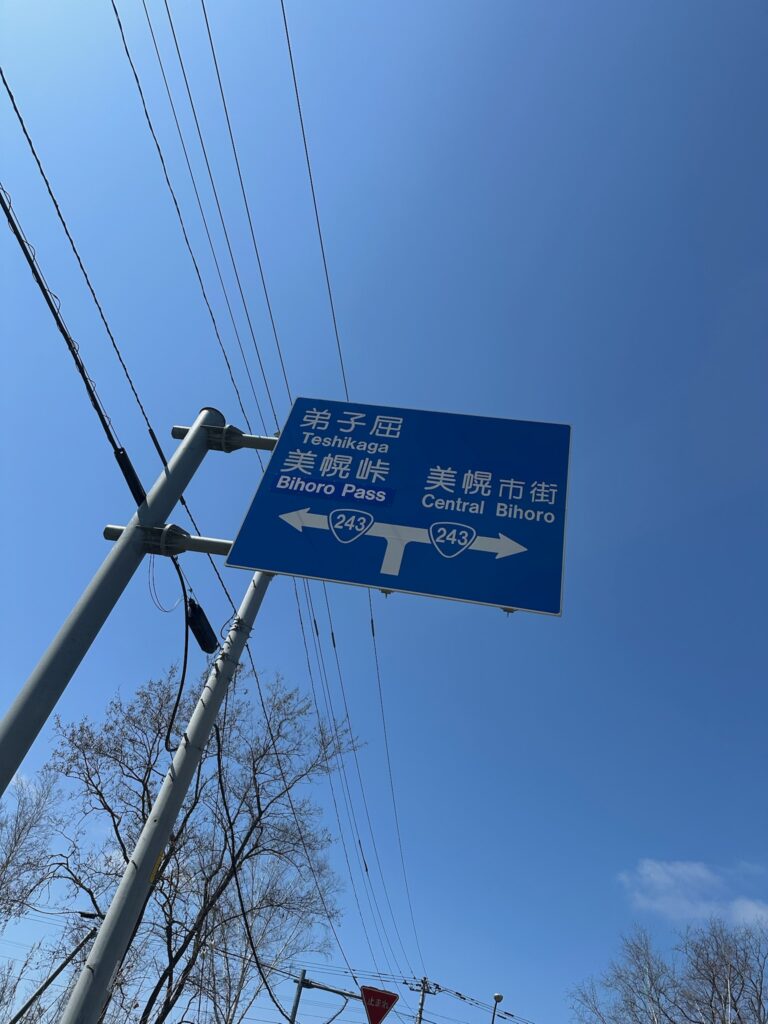 弟子屈
Teshikaga
美幌峠
Bihoro Pass
美幌市街
Central Bihoro
243
243
止まれ